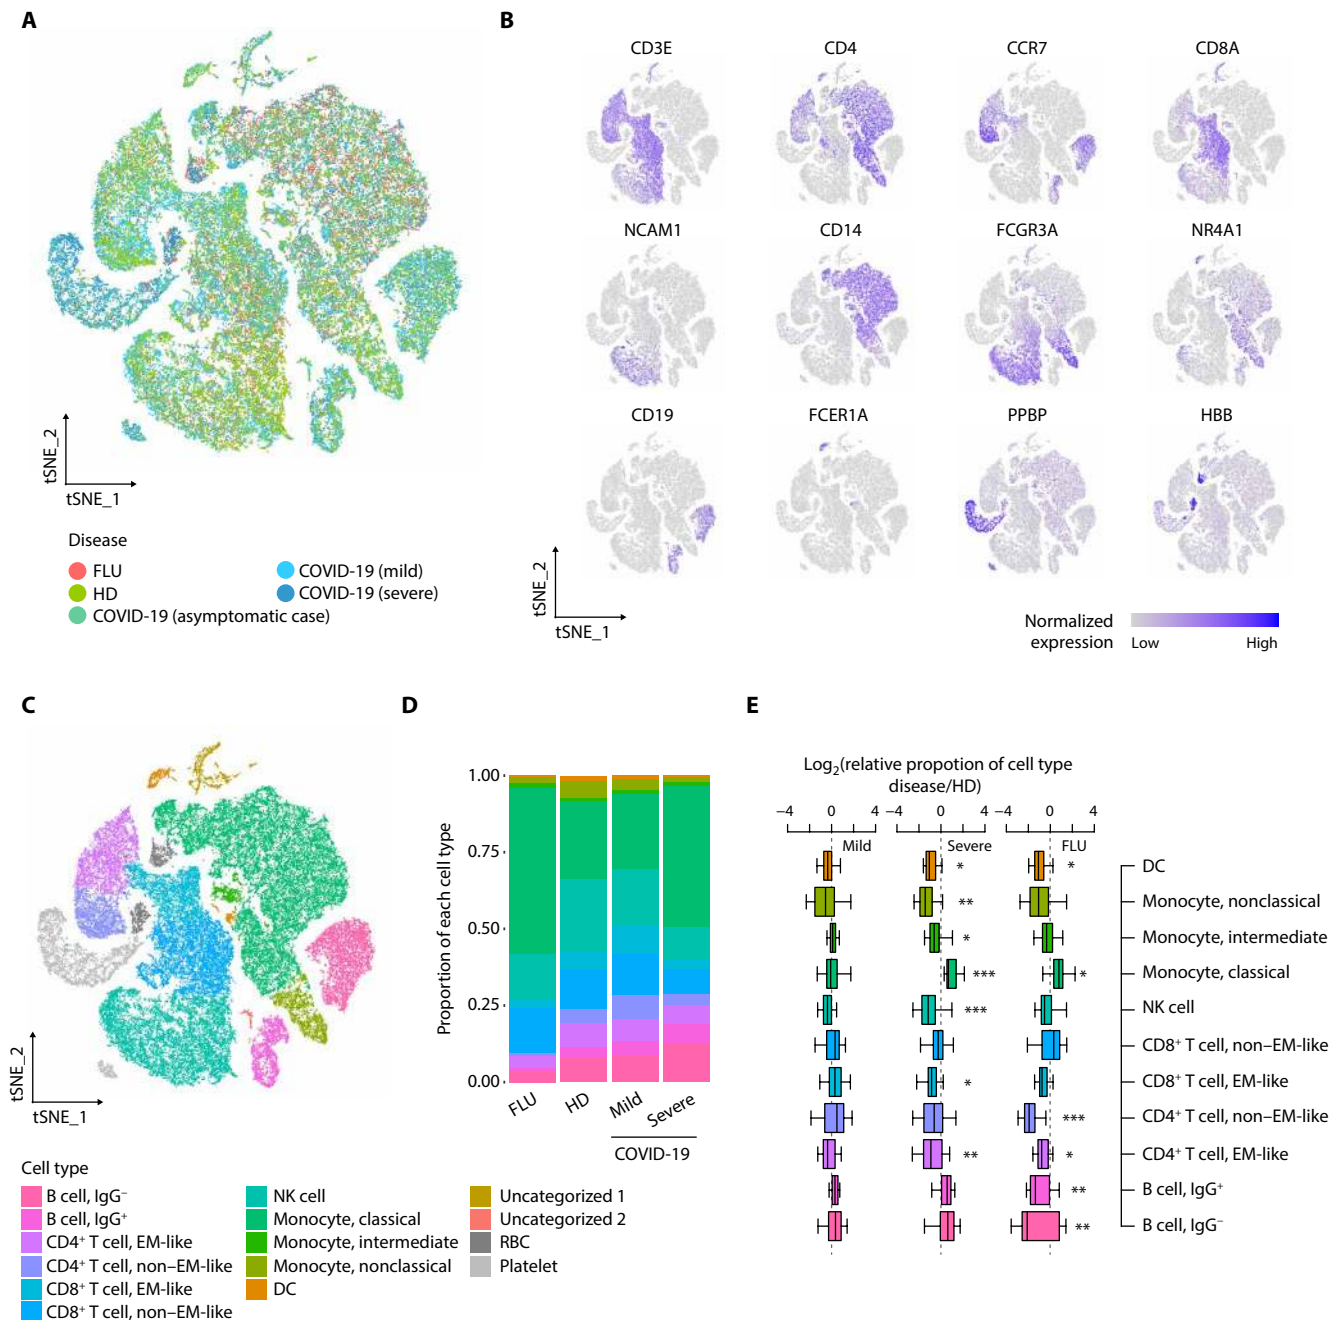 A
tSNE_2
tSNE_1
Disease
FLU
HD
COVID-19 (asymptomatic case)
COVID-19 (mild)
COVID-19 (severe)
B
CD3E
CD4
CCR7
CD8A
NCAM1
CD14
FCGR3A
NR4A1
CD19
FCER1A
PPBP
HBB
tSNE_2
tSNE_1
Normalized
expression
Low
High
C
tSNE_2
tSNE_1
Cell type
B cell, IgG⁻
B cell, IgG⁺
CD4⁺ T cell, EM-like
CD4⁺ T cell, non–EM-like
CD8⁺ T cell, EM-like
CD8⁺ T cell, non–EM-like
NK cell
Monocyte, classical
Monocyte, intermediate
Monocyte, nonclassical
DC
Uncategorized 1
Uncategorized 2
RBC
Platelet
D
Proportion of each cell type
1.00
0.75
0.50
0.25
0.00
FLU
HD
Mild
Severe
COVID-19
E
Log₂(relative propotion of cell type
disease/HD)
−4 0 4 −4 0 4 −4 0 4
Mild
Severe
FLU
* * DC
** Monocyte, nonclassical
* Monocyte, intermediate
*** * Monocyte, classical
*** NK cell
CD8⁺ T cell, non–EM-like
* CD8⁺ T cell, EM-like
*** CD4⁺ T cell, non–EM-like
** * CD4⁺ T cell, EM-like
** B cell, IgG⁺
** B cell, IgG⁻